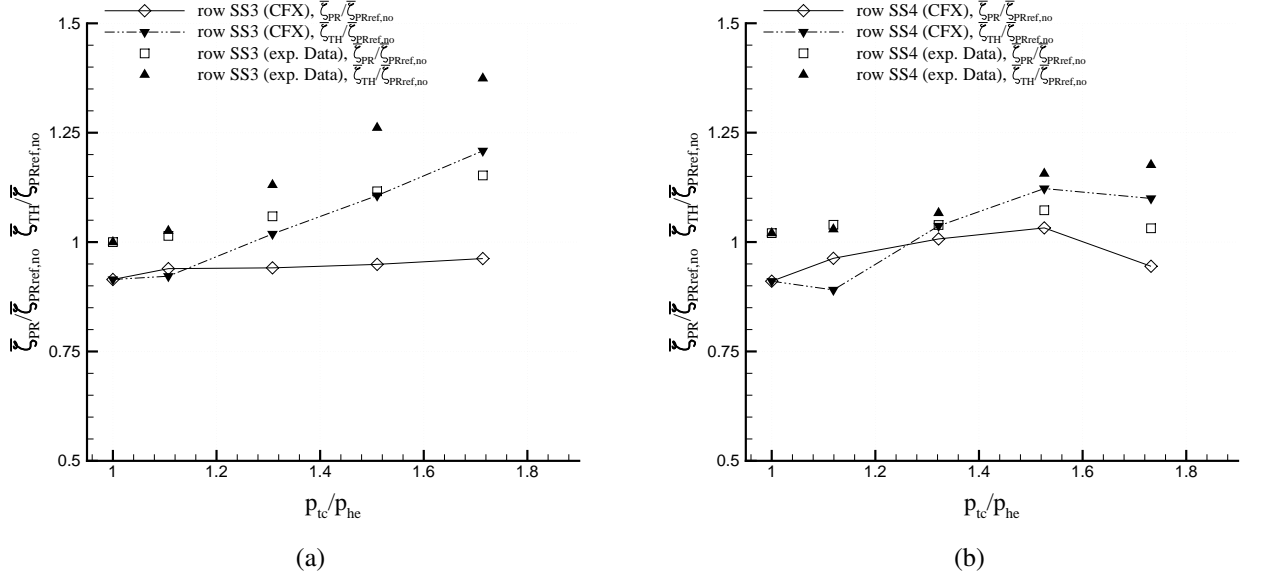 row SS3 (CFX), ζ̅PR/ζ̅PRref,no
row SS3 (CFX), ζ̅TH/ζ̅PRref,no
row SS3 (exp. Data), ζ̅PR/ζ̅PRref,no
row SS3 (exp. Data), ζ̅TH/ζ̅PRref,no
1.5
1.25
1
0.75
0.5
ζ̅PR/ζ̅PRref,no ζ̅TH/ζ̅PRref,no
1 1.2 1.4 1.6 1.8
ptc/phe
(a)
row SS4 (CFX), ζ̅PR/ζ̅PRref,no
row SS4 (CFX), ζ̅TH/ζ̅PRref,no
row SS4 (exp. Data), ζ̅PR/ζ̅PRref,no
row SS4 (exp. Data), ζ̅TH/ζ̅PRref,no
1.5
1.25
1
0.75
0.5
ζ̅PR/ζ̅PRref,no ζ̅TH/ζ̅PRref,no
1 1.2 1.4 1.6 1.8
ptc/phe
(b)